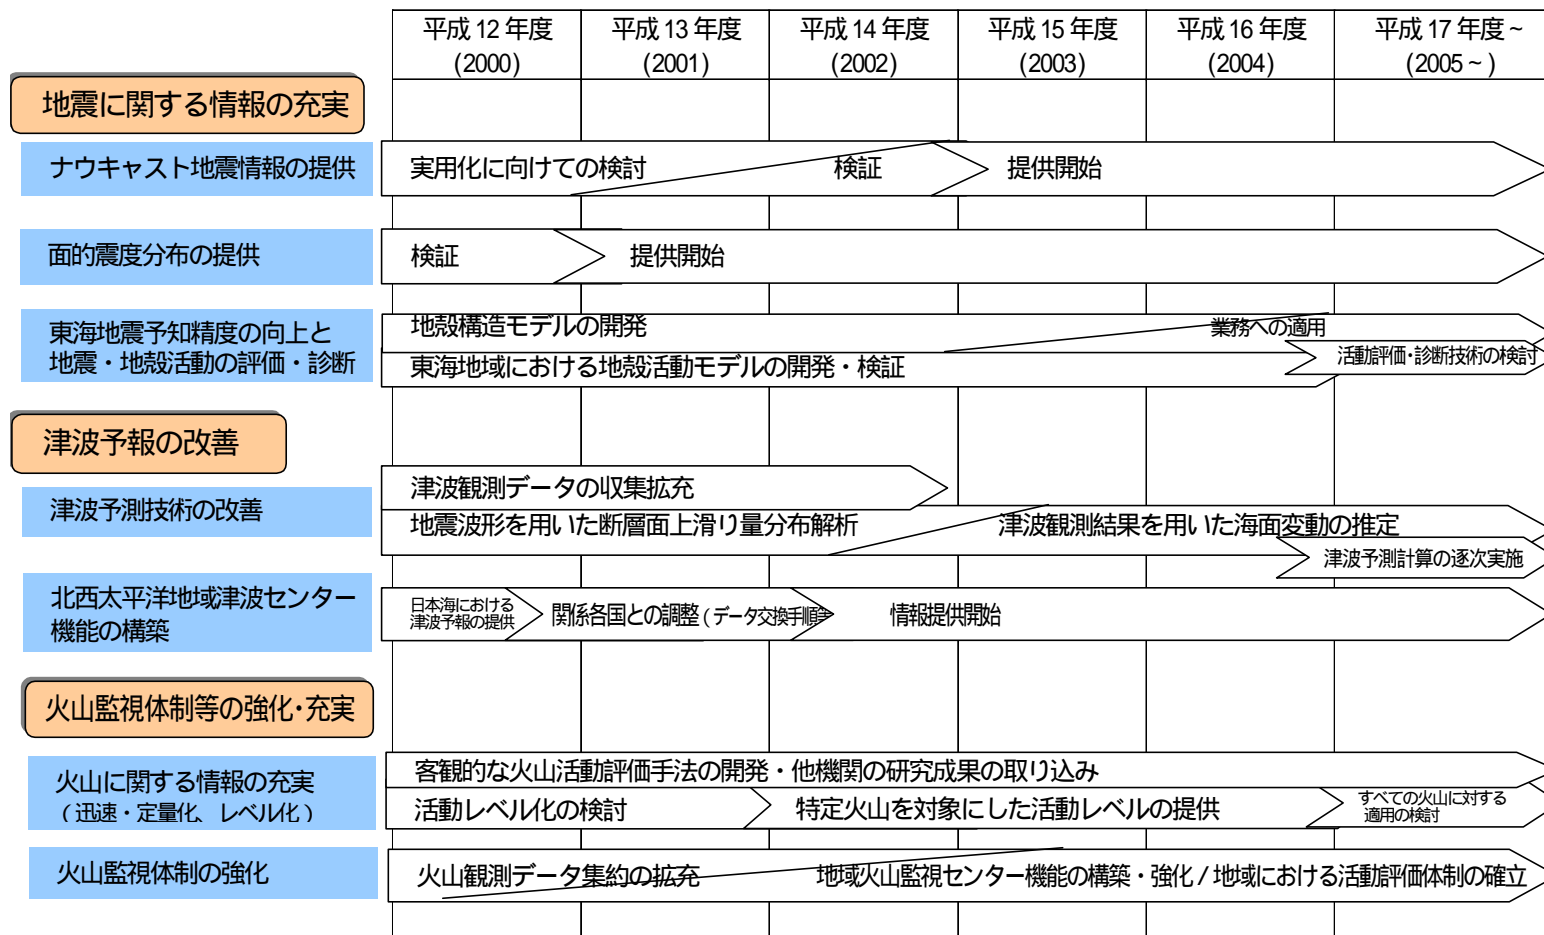 平成 12 年度
(2000)
平成 13 年度
(2001)
平成 14 年度
(2002)
平成 15 年度
(2003)
平成 16 年度
(2004)
平成 17 年度~
(2005~)
地震に関する情報の充実
ナウキャスト地震情報の提供
実用化に向けての検討
検証
提供開始
面的震度分布の提供
検証
提供開始
東海地震予知精度の向上と
地震・地殻活動の評価・診断
地殻構造モデルの開発
業務への適用
東海地域における地殻活動モデルの開発・検証
活動評価・診断技術の検討
津波予報の改善
津波予測技術の改善
津波観測データの収集拡充
地震波形を用いた断層面上滑り量分布解析
津波観測結果を用いた海面変動の推定
津波予測計算の逐次実施
北西太平洋地域津波センター
機能の構築
日本海における
津波予報の提供
関係各国との調整(データ交換手順等
情報提供開始
火山監視体制等の強化・充実
火山に関する情報の充実
(迅速・定量化、レベル化)
客観的な火山活動評価手法の開発・他機関の研究成果の取り込み
活動レベル化の検討
特定火山を対象にした活動レベルの提供
すべての火山に対する
適用の検討
火山監視体制の強化
火山観測データ集約の拡充
地域火山監視センター機能の構築・強化/地域における活動評価体制の確立